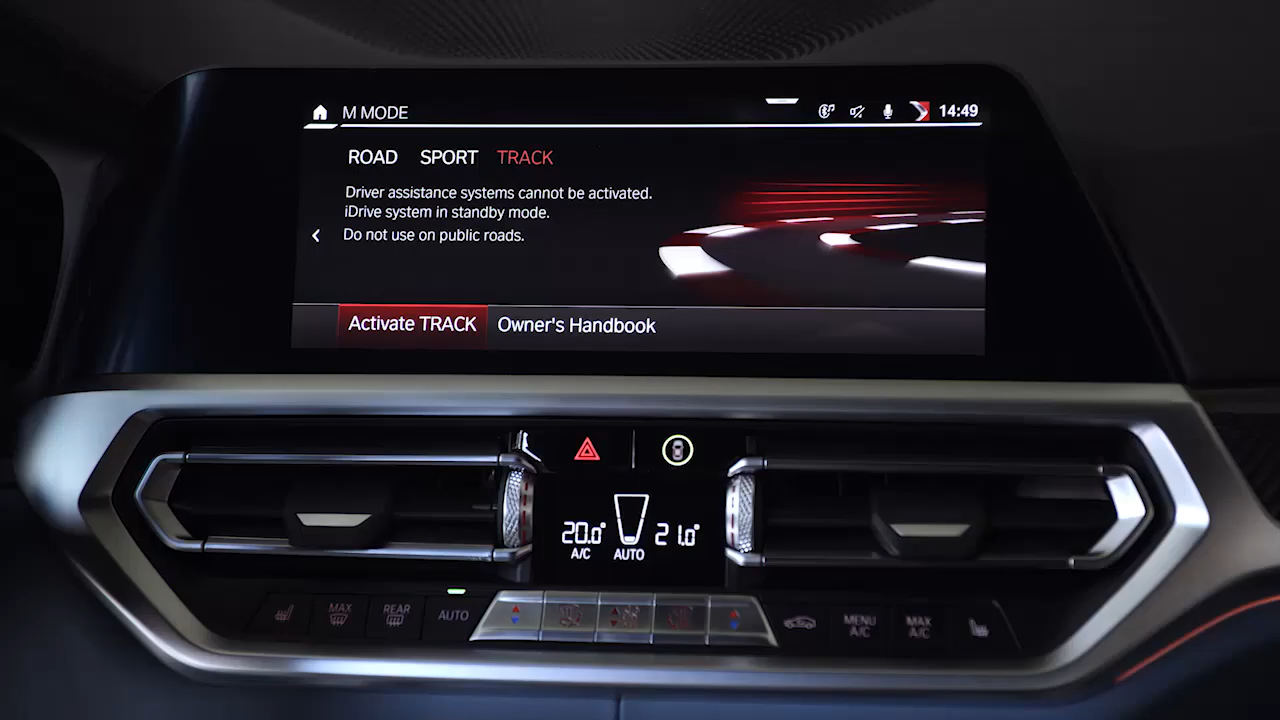 M MODE
14:49
ROAD SPORT TRACK
Driver assistance systems cannot be activated.
iDrive system in standby mode.
Do not use on public roads.
Activate TRACK Owner's Handbook
20.0° 21.0°
A/C AUTO
MAX REAR AUTO MENU A/C MAX A/C